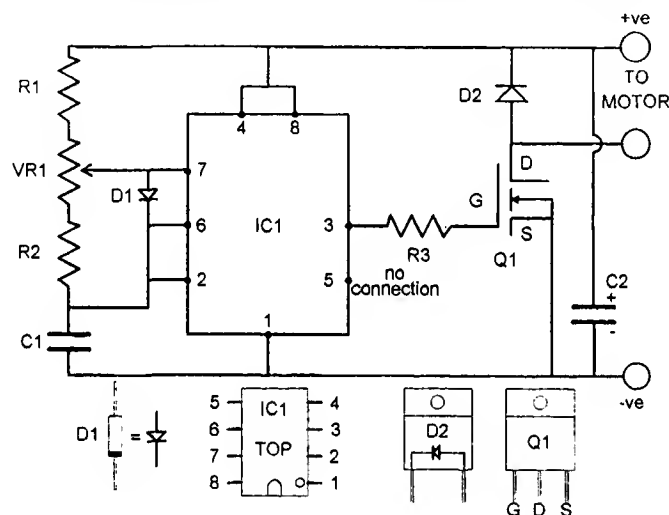 +ve
R1
4
8
D2
TO
MOTOR
VR1
7
D1
D
G
6
IC1
3
S
R2
R3
Q1
no
connection
5
2
C2
+
-
C1
1
-ve
D1
=
5
IC1
4
6
3
7
TOP
2
8
1
D2
Q1
G D S